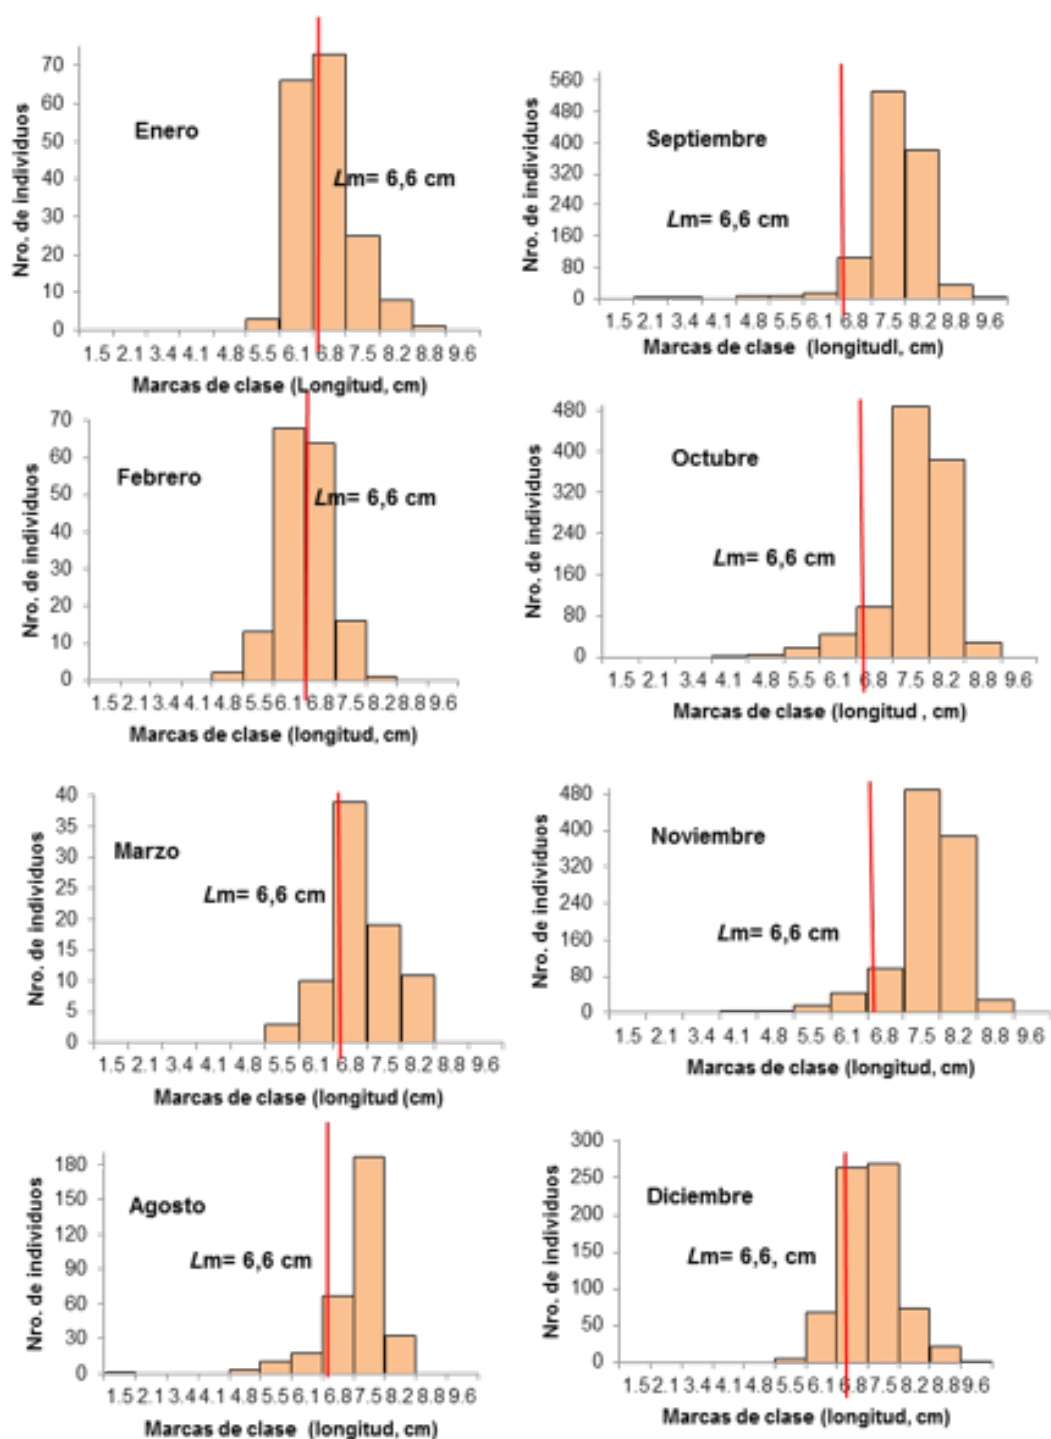 Enero
Nro. de individuos
70
60
50
40
30
20
10
0
Lm= 6,6 cm
1.5 2.1 3.4 4.1 4.8 5.5 6.1 6.8 7.5 8.2 8.8 9.6
Marcas de clase (Longitud, cm)
Septiembre
Nro. de individuos
560
480
400
320
240
160
80
0
Lm= 6,6 cm
1.5 2.1 3.4 4.1 4.8 5.5 6.1 6.8 7.5 8.2 8.8 9.6
Marcas de clase (longitudl, cm)
Febrero
Nro. de individuos
70
60
50
40
30
20
10
0
Lm= 6,6 cm
1.5 2.1 3.4 4.1 4.8 5.5 6.1 6.8 7.5 8.2 8.8 9.6
Marcas de clase (longitud, cm)
Octubre
Nro. de individuos
480
400
320
240
160
80
0
Lm= 6,6 cm
1.5 2.1 3.4 4.1 4.8 5.5 6.1 6.8 7.5 8.2 8.8 9.6
Marcas de clase (longitud , cm)
Marzo
Nro. de individuos
40
35
30
25
20
15
10
5
0
Lm= 6,6 cm
1.5 2.1 3.4 4.1 4.8 5.5 6.1 6.8 7.5 8.2 8.8 9.6
Marcas de clase (longitud (cm)
Noviembre
Nro. de individuos
480
400
320
240
160
80
0
Lm= 6,6 cm
1.5 2.1 3.4 4.1 4.8 5.5 6.1 6.8 7.5 8.2 8.8 9.6
Marcas de clase (longitud, cm)
Agosto
Nro. de individuos
180
150
120
90
60
30
0
Lm= 6,6 cm
1.5 2.1 3.4 4.1 4.8 5.5 6.1 6.8 7.5 8.2 8.8 9.6
Marcas de clase (longitud, cm)
Diciembre
Nro. de individuos
300
250
200
150
100
50
0
Lm= 6,6, cm
1.5 2.1 3.4 4.1 4.8 5.5 6.1 6.8 7.5 8.2 8.8 9.6
Marcas de clase (longitud, cm)